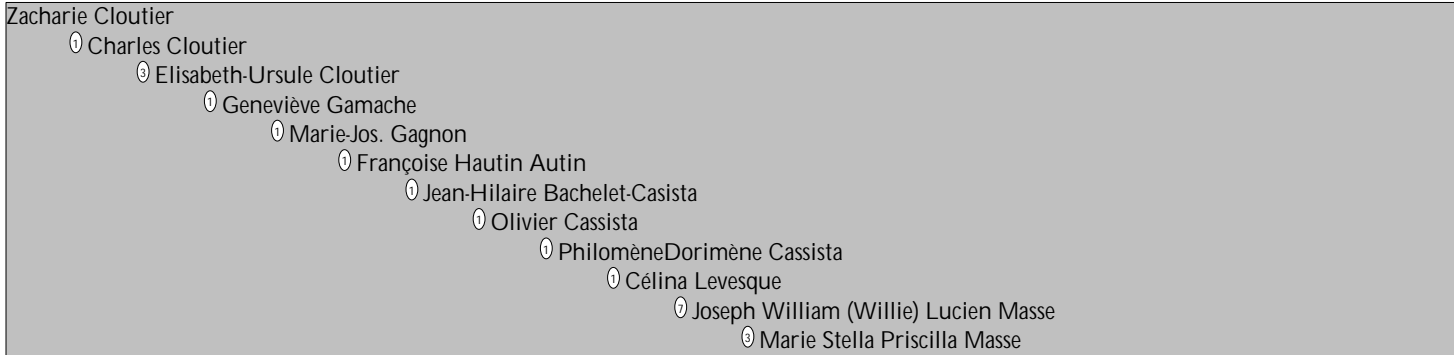 Zacharie Cloutier
1 Charles Cloutier
3 Elisabeth-Ursule Cloutier
1 Geneviève Gamache
1 Marie-Jos. Gagnon
1 Françoise Hautin Autin
1 Jean-Hilaire Bachelet-Casista
1 Olivier Cassista
1 PhilomèneDorimène Cassista
1 Célina Levesque
7 Joseph William (Willie) Lucien Masse
3 Marie Stella Priscilla Masse